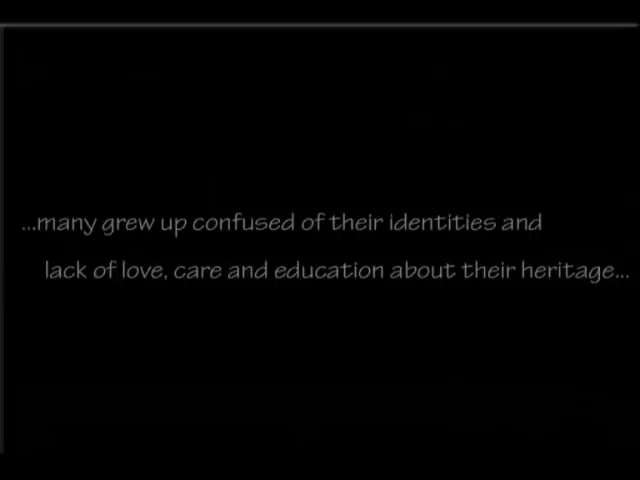 ...many grew up confused of their identities and
lack of love, care and education about their heritage...